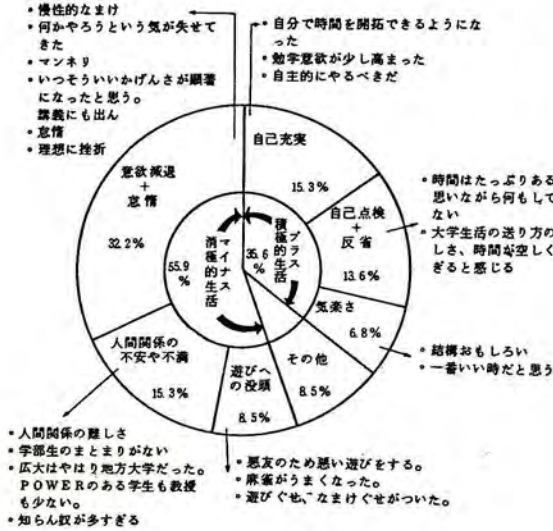 ・慢性的なまけ
・何かやろうという気が失せて
きた
・マンネリ
・いつそういいかげんさが顕著
になったと思う。
講義にも出ん
・怠惰
・理想に挫折
・自分で時間を開拓できるようにな
った
・勉学意欲が少し高まった
・自主的にやるべきだ
自己充実
15.3%
意欲減退
+
怠惰
32.2%
自己点検
+
反省
13.6%
・時間はたっぷりある
思いながら何もして
ない
・大学生活の送り方の
しさ、時間が空しく
ぎると感じる
プラス
積極的生活
35.6
%
マイナス
消極的生活
55.9
%
気楽さ
6.8%
・結構おもしろい
・一番いい時だと思う
人間関係の
不安や不満
15.3%
遊びへ
の没頭
8.5%
その他
8.5%
・人間関係の難しさ
・学部生のまとまりがない
・広大はやはり地方大学だった。
POWERのある学生も教授
も少ない。
・知らん奴が多すぎる
・悪友のため悪い遊びをする。
・麻雀がうまくなった。
・遊びぐせ、なまけぐせがついた。